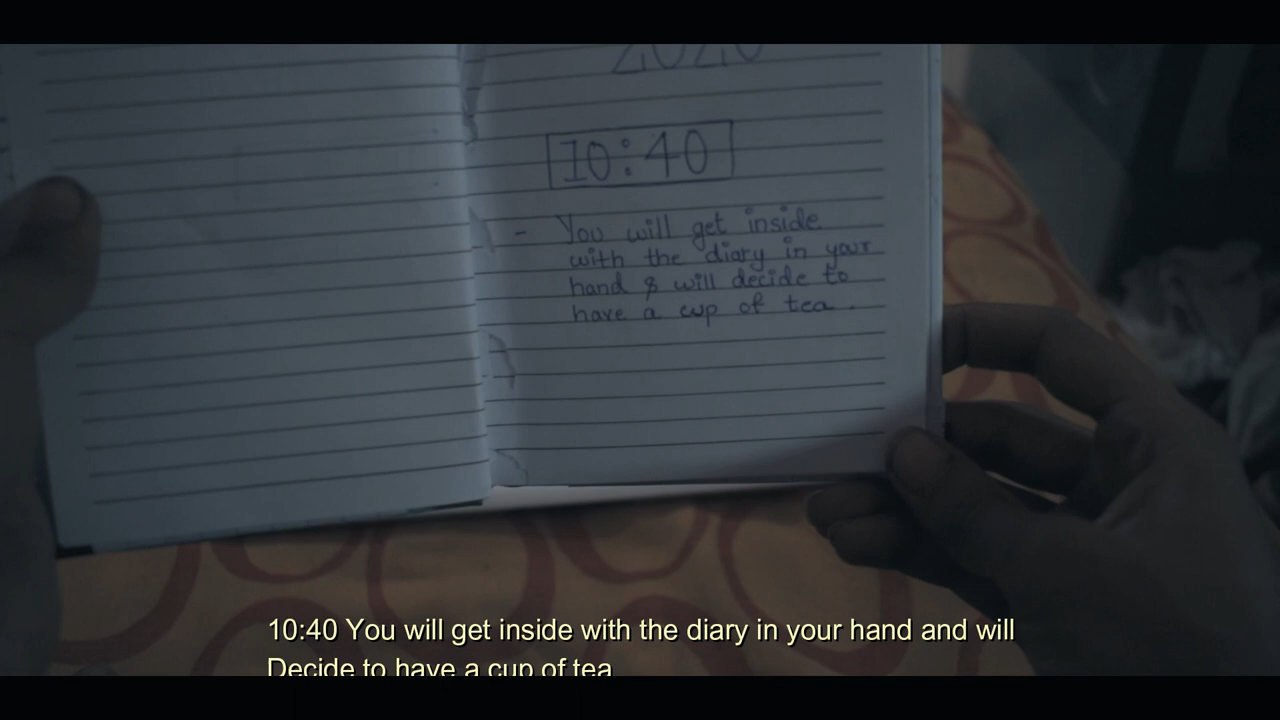 2020
10:40
- You will get inside
with the diary in your
hand & will decide to
have a cup of tea.
10:40 You will get inside with the diary in your hand and will
Decide to have a cup of tea